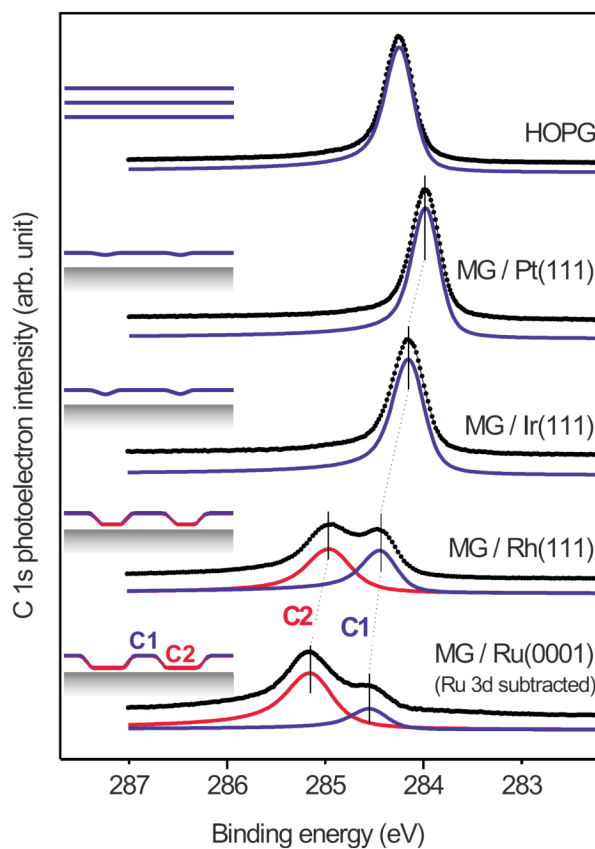 HOPG
C 1s photoelectron intensity (arb. unit)
MG / Pt(111)
MG / Ir(111)
MG / Rh(111)
C2
C1
C1
C2
MG / Ru(0001)
(Ru 3d subtracted)
287 286 285 284 283
Binding energy (eV)